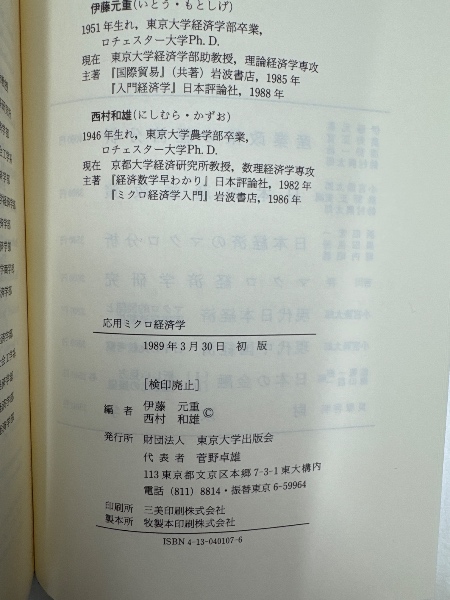 伊藤元重(いとう・もとしげ)
1951年生れ，東京大学経済学部卒業，
ロチェスター大学Ph. D.
現在　東京大学経済学部助教授，理論経済学専攻
主著　『国際貿易』(共著) 岩波書店，1985年
『入門経済学』日本評論社，1988年
西村和雄(にしむら・かずお)
1946年生れ，東京大学農学部卒業，
ロチェスター大学Ph. D.
現在　京都大学経済研究所教授，数理経済学専攻
主著　『経済数学早わかり』日本評論社，1982年
『ミクロ経済学入門』岩波書店，1986年
応用ミクロ経済学
1989年3月30日　初　版
［検印廃止］
編者　伊藤　元重
西村　和雄 ©
発行所　財団法人　東京大学出版会
代表者　菅野卓雄
113 東京都文京区本郷 7-3-1 東大構内
電話 (811) 8814・振替東京 6-59964
印刷所　三美印刷株式会社
製本所　牧製本印刷株式会社
ISBN 4-13-040107-6